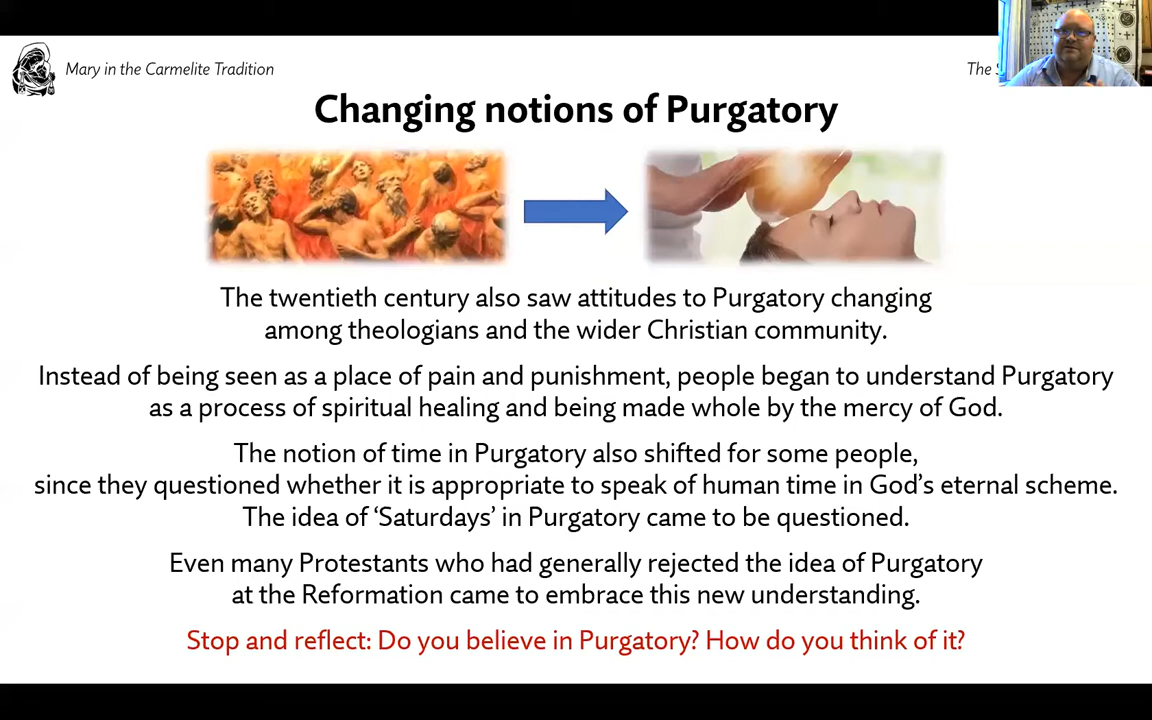 Mary in the Carmelite Tradition
The
Changing notions of Purgatory
The twentieth century also saw attitudes to Purgatory changing
among theologians and the wider Christian community.
Instead of being seen as a place of pain and punishment, people began to understand Purgatory
as a process of spiritual healing and being made whole by the mercy of God.
The notion of time in Purgatory also shifted for some people,
since they questioned whether it is appropriate to speak of human time in God’s eternal scheme.
The idea of ‘Saturdays’ in Purgatory came to be questioned.
Even many Protestants who had generally rejected the idea of Purgatory
at the Reformation came to embrace this new understanding.
Stop and reflect: Do you believe in Purgatory? How do you think of it?